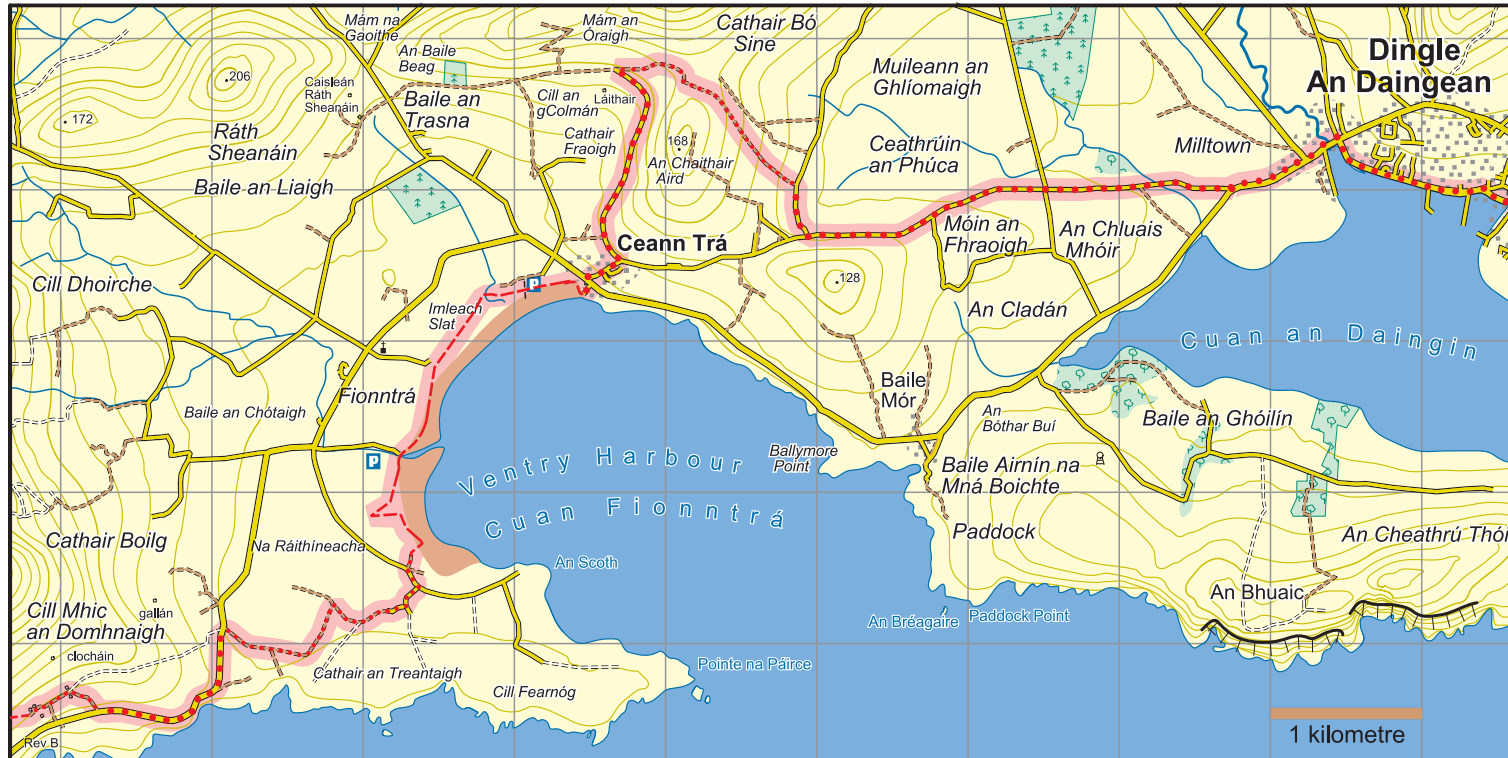 Mám na
Gaoithe
Mám an
Óraigh
Cathair Bó
Sine
Dingle
An Daingean
An Baile
Beag
206
Caisleán
Ráth
Sheanáin
172
Baile an
Trasna
Cill an
gColmán
Láithair
Cathair
Fraoigh
168
An Chaithair
Aird
Muileann an
Ghlíomaigh
Ceathrúin
an Phúca
Milltown
Ráth
Sheanáin
Baile an Liaigh
Ceann Trá
Móin an
Fhraoigh
An Chluais
Mhóir
Cill Dhoirche
P
128
Imleach
Slat
An Cladán
Cuan an Daingin
Fionntrá
Baile
Mór
Baile an Chótaigh
An
Bóthar Buí
Baile an Ghóilín
P
Ventry Harbour
Cuan Fionntrá
Ballymore
Point
Baile Airnín na
Mná Boichte
Cathair Boilg
Na Ráithíneacha
An Scoth
Paddock
An Cheathrú Thór
An Bhuaic
gallán
Cill Mhic
an Domhnaigh
clocháin
An Bréagaire
Paddock Point
Cathair an Treantaigh
Cill Fearnóg
Pointe na Páirce
Rev.B
1 kilometre